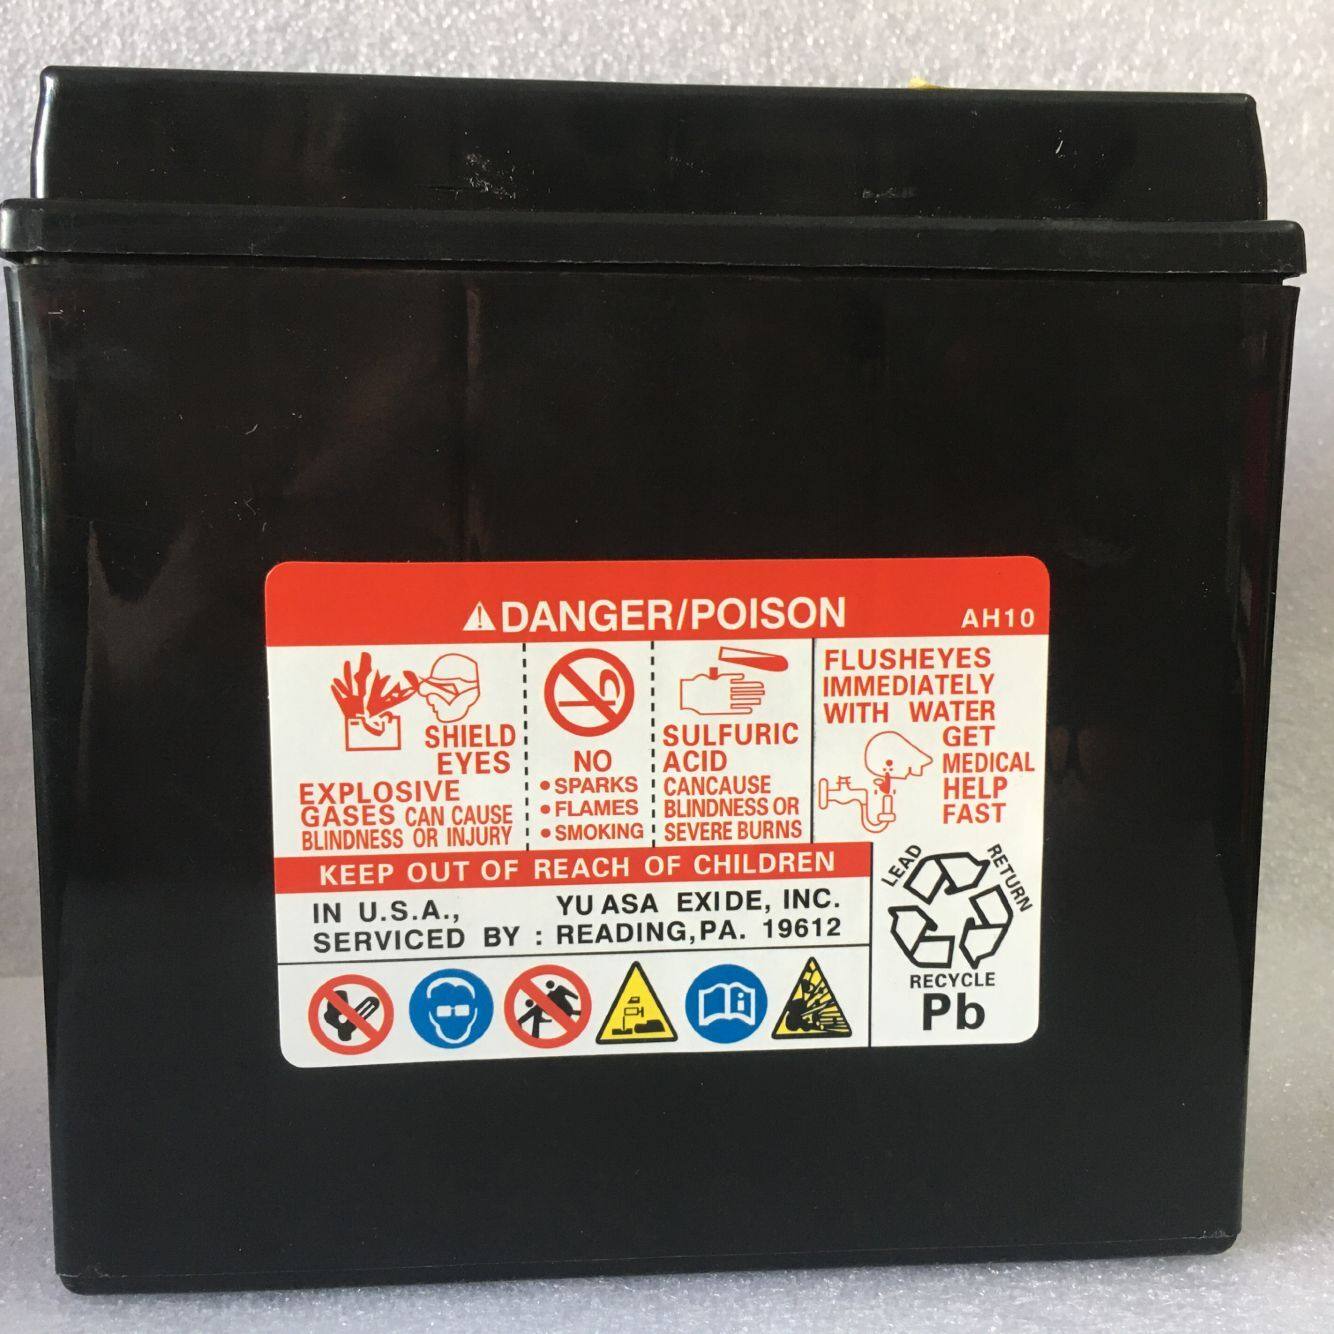 DANGER/POISON AH10
SHIELD
EYES
EXPLOSIVE
GASES CAN CAUSE
BLINDNESS OR INJURY
NO
• SPARKS
• FLAMES
• SMOKING
SULFURIC
ACID
CANCAUSE
BLINDNESS OR
SEVERE BURNS
FLUSHEYES
IMMEDIATELY
WITH WATER
GET
MEDICAL
HELP
FAST
KEEP OUT OF REACH OF CHILDREN
IN U.S.A., YUASA EXIDE, INC.
SERVICED BY : READING,PA. 19612
LEAD
RETURN
RECYCLE
Pb